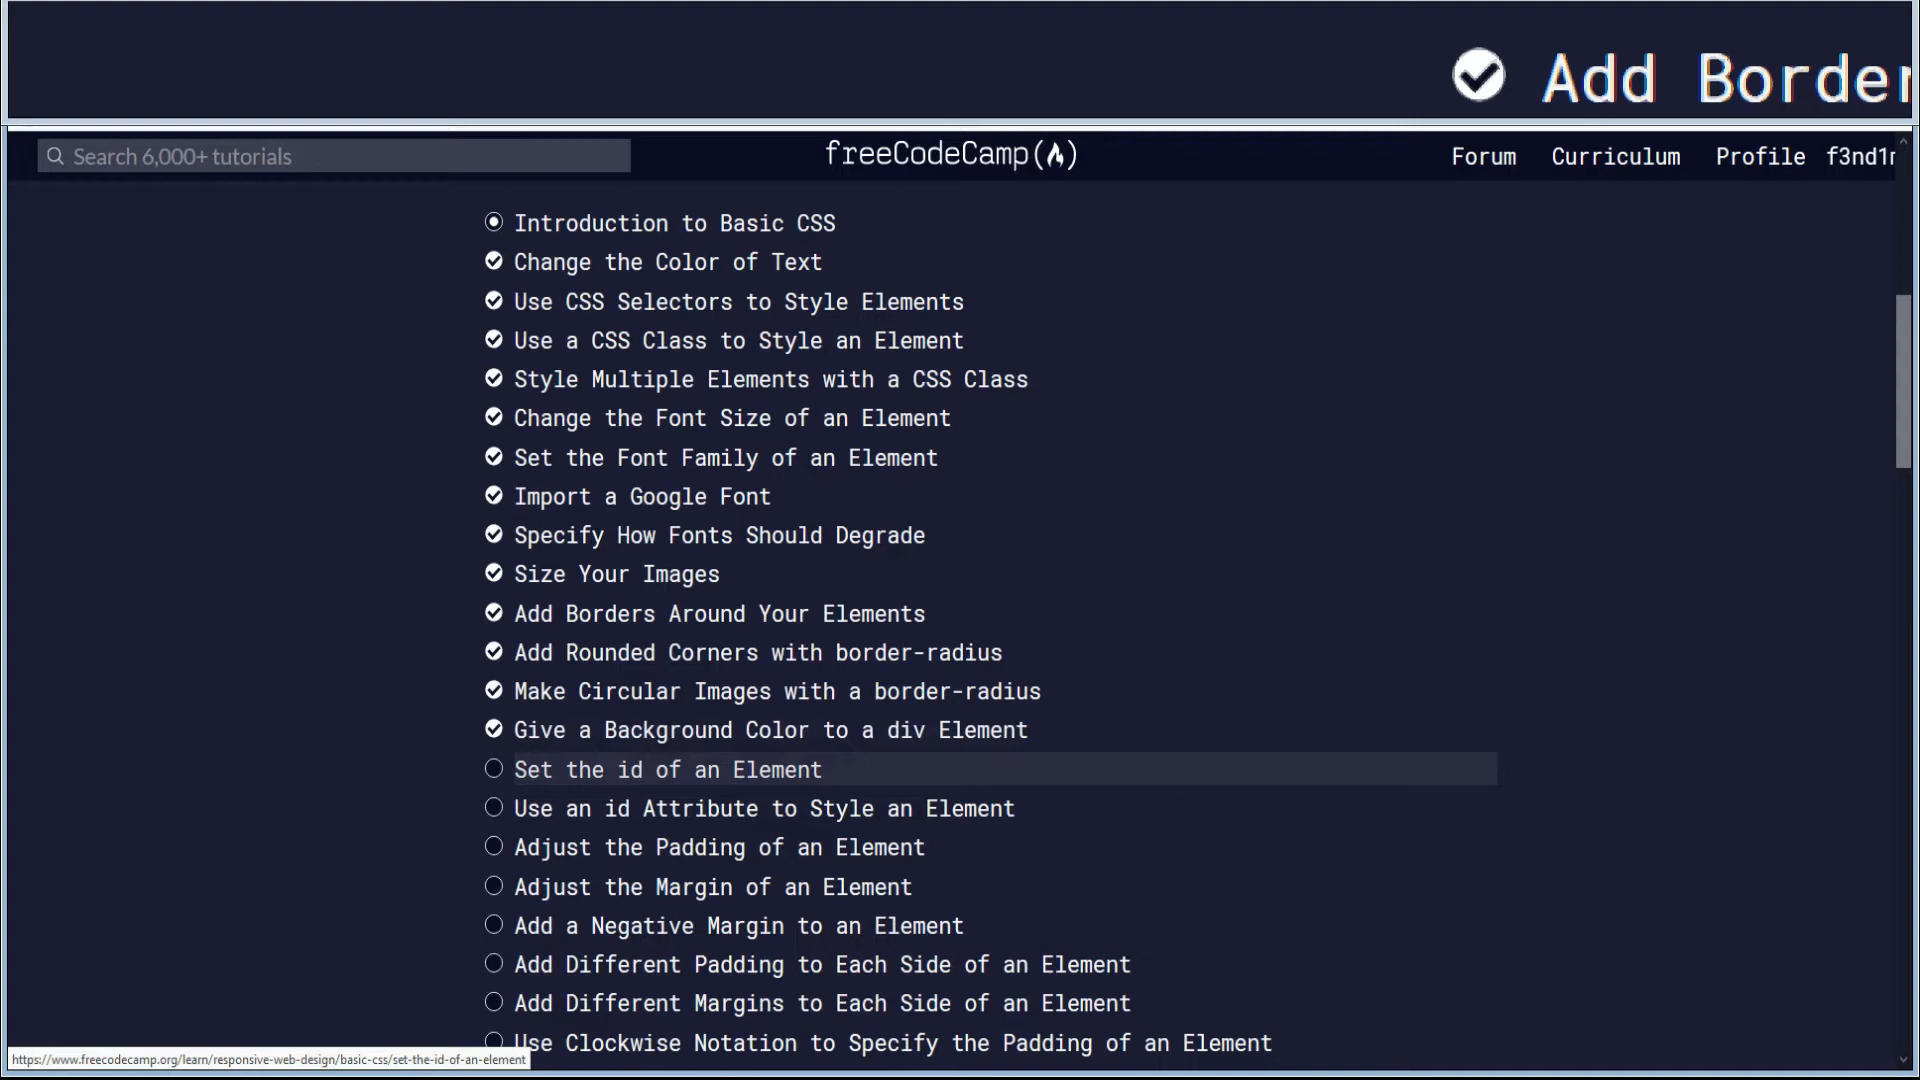 Add Border
Search 6,000+ tutorials
freeCodeCamp
Forum Curriculum Profile f3nd1
Introduction to Basic CSS
Change the Color of Text
Use CSS Selectors to Style Elements
Use a CSS Class to Style an Element
Style Multiple Elements with a CSS Class
Change the Font Size of an Element
Set the Font Family of an Element
Import a Google Font
Specify How Fonts Should Degrade
Size Your Images
Add Borders Around Your Elements
Add Rounded Corners with border-radius
Make Circular Images with a border-radius
Give a Background Color to a div Element
Set the id of an Element
Use an id Attribute to Style an Element
Adjust the Padding of an Element
Adjust the Margin of an Element
Add a Negative Margin to an Element
Add Different Padding to Each Side of an Element
Add Different Margins to Each Side of an Element
Use Clockwise Notation to Specify the Padding of an Element
https://www.freecodecamp.org/learn/responsive-web-design/basic-css/set-the-id-of-an-element